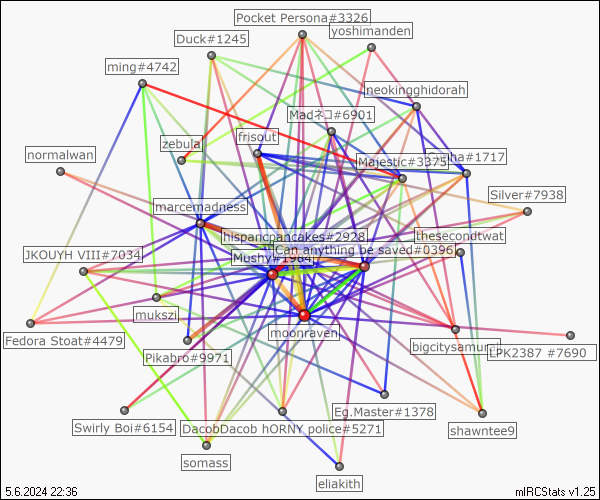 Pocket Persona#3326
yoshimanden
Duck#1245
ming#4742
neokingghidorah
Madネコ#6901
frisout
zebula
normalwan
Majestic#3375
ha#1717
Silver#7938
marcemadness
hispanopancakes#2928
thesecondtwat
Can anything be saved#0396
Mushy#1984
JKOUYH VIII#7034
mukszi
moonraven
Fedora Stoat#4479
Pikabro#9971
bigcitysamurai
LPK2387 #7690
Eg.Master#1378
Swirly Boi#6154
DacobDacob hORNY police#5271
shawntee9
somass
eliakith
5.6.2024 22:36
mIRCStats v1.25